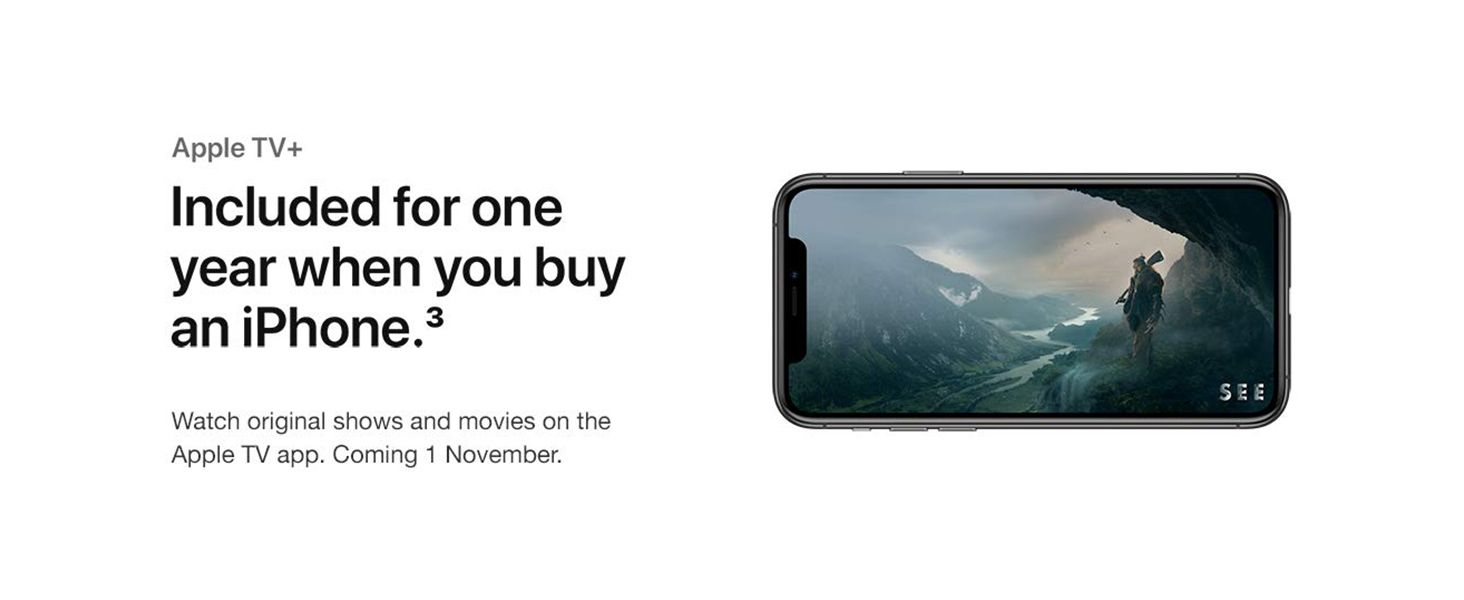 Apple TV+
Included for one
year when you buy
an iPhone.³
Watch original shows and movies on the
Apple TV app. Coming 1 November.
SEE